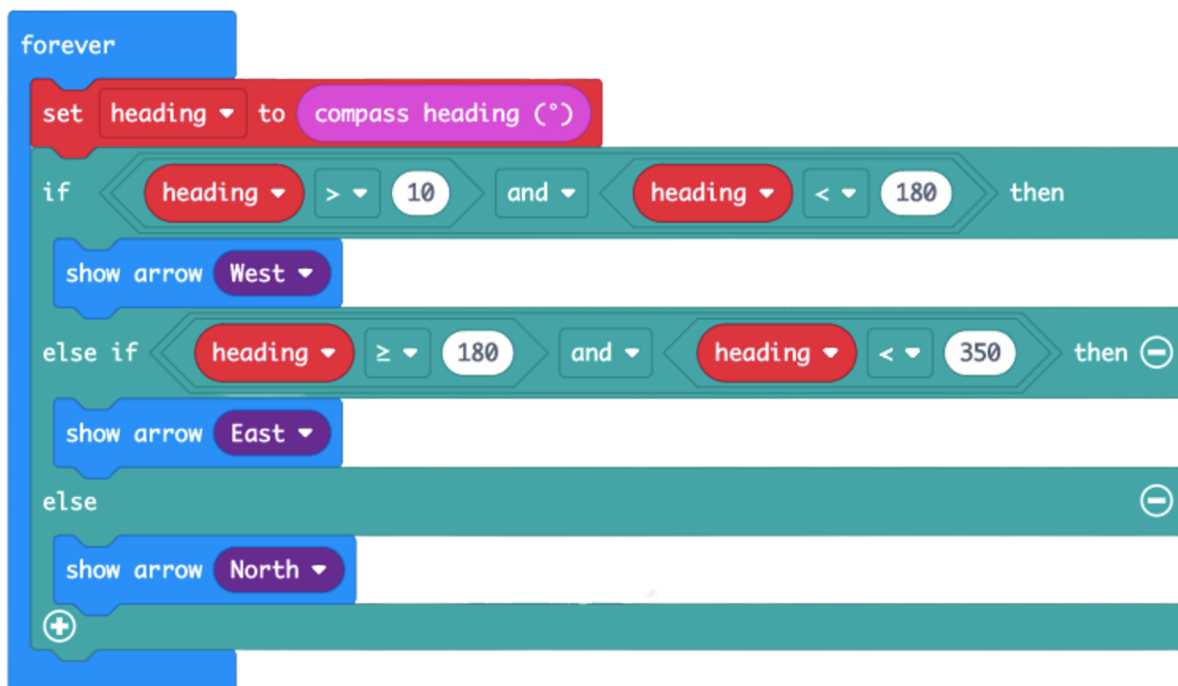 forever
set heading to compass heading (°)
if heading > 10 and heading < 180 then
show arrow West
else if heading ≥ 180 and heading < 350 then
show arrow East
else
show arrow North